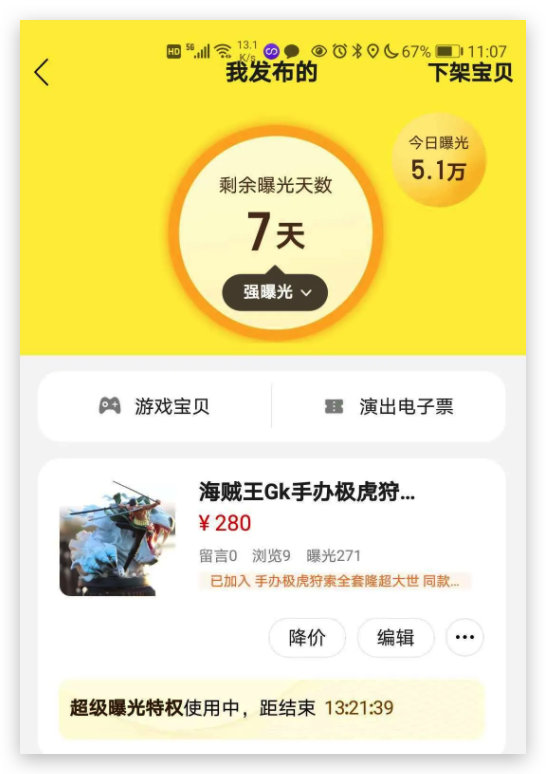 HD 5G 13.1 K/s 67% 11:07
我发布的 下架宝贝
今日曝光
5.1万
剩余曝光天数
7天
强曝光
游戏宝贝 演出电子票
海贼王Gk手办极虎狩...
¥280
留言0 浏览9 曝光271
已加入 手办极虎狩索全套隆超大世 同款...
降价 编辑
超级曝光特权使用中，距结束 13:21:39